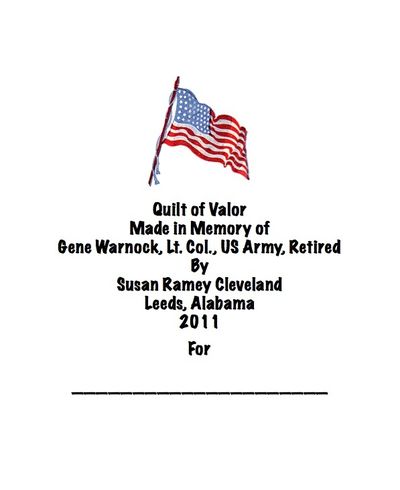 Quilt of Valor
Made in Memory of
Gene Warnock, Lt. Col., US Army, Retired
By
Susan Ramey Cleveland
Leeds, Alabama
2011
For
_____________________